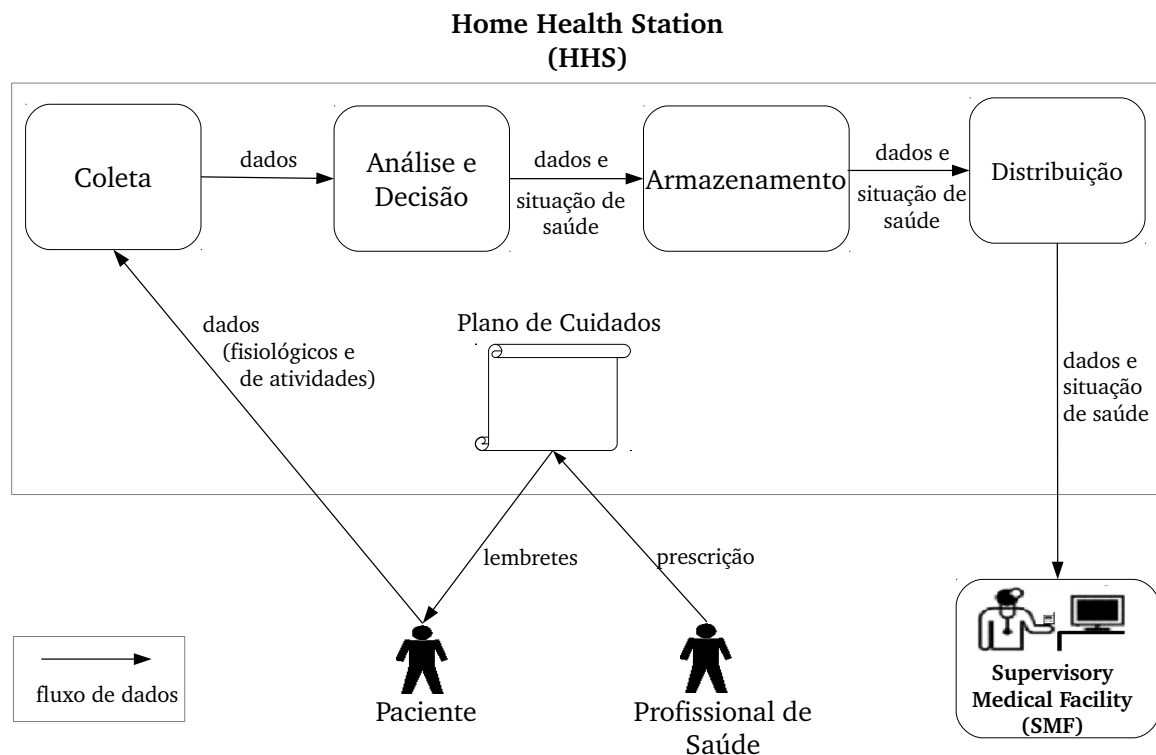 Home Health Station
(HHS)
Coleta
dados
Análise e
Decisão
dados e
situação de
saúde
Armazenamento
dados e
situação de
saúde
Distribuição
dados
(fisiológicos e
de atividades)
Plano de Cuidados
dados e
situação
de saúde
lembretes
prescrição
fluxo de dados
Paciente
Profissional de
Saúde
Supervisory
Medical Facility
(SMF)